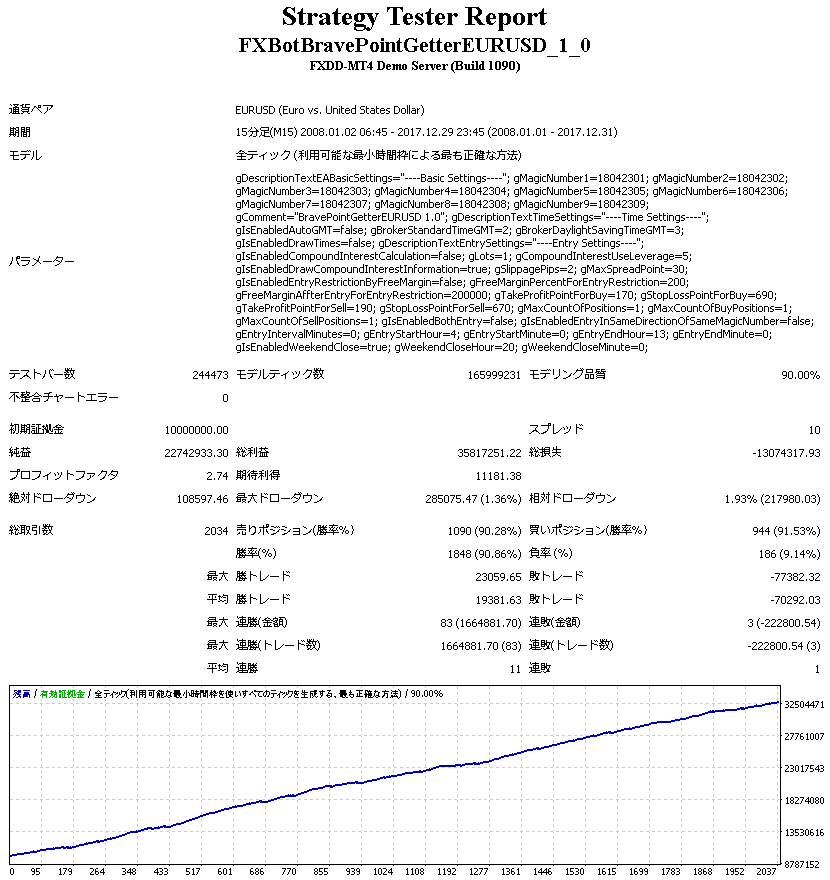 Strategy Tester Report
FXBotBravePointGetterEURUSD_1_0
FXDD-MT4 Demo Server (Build 1090)
通貨ペア EURUSD (Euro vs. United States Dollar)
期間 15分足(M15) 2008.01.02 06:45 - 2017.12.29 23:45 (2008.01.01 - 2017.12.31)
モデル 全ティック (利用可能な最小時間枠による最も正確な方法)
パラメーター
gDescriptionTextEABasicSettings="----Basic Settings----"; gMagicNumber1=18042301; gMagicNumber2=18042302;
gMagicNumber3=18042303; gMagicNumber4=18042304; gMagicNumber5=18042305; gMagicNumber6=18042306;
gMagicNumber7=18042307; gMagicNumber8=18042308; gMagicNumber9=18042309;
gComment="BravePointGetterEURUSD 1.0"; gDescriptionTextTimeSettings="----Time Settings----";
gIsEnabledAutoGMT=false; gBrokerStandardTimeGMT=2; gBrokerDaylightSavingTimeGMT=3;
gIsEnabledDrawTimes=false; gDescriptionTextEntrySettings="----Entry Settings----";
gIsEnabledCompoundInterestCalculation=false; gLots=1; gCompoundInterestUseLeverage=5;
gIsEnabledDrawCompoundInterestInformation=true; gSlippagePips=2; gMaxSpreadPoint=30;
gIsEnabledEntryRestrictionByFreeMargin=false; gFreeMarginPercentForEntryRestriction=200;
gFreeMarginAffterEntryForEntryRestriction=200000; gTakeProfitPointForBuy=170; gStopLossPointForBuy=690;
gTakeProfitPointForSell=190; gStopLossPointForSell=670; gMaxCountOfPositions=1; gMaxCountOfBuyPositions=1;
gMaxCountOfSellPositions=1; gIsEnabledBothEntry=false; gIsEnabledEntryInSameDirectionOfSameMagicNumber=false;
gEntryIntervalMinutes=0; gEntryStartHour=4; gEntryStartMinute=0; gEntryEndHour=13; gEntryEndMinute=0;
gIsEnabledWeekendClose=true; gWeekendCloseHour=20; gWeekendCloseMinute=0;
テストバー数 244473 モデルティック数 165999231 モデリング品質 90.00%
不整合チャートエラー 0
初期証拠金 10000000.00 スプレッド 10
純益 22742933.30 総利益 35817251.22 総損失 -13074317.93
プロフィットファクタ 2.74 期待利得 11181.38
絶対ドローダウン 108597.46 最大ドローダウン 285075.47 (1.36%) 相対ドローダウン 1.93% (217980.03)
総取引数 2034 売りポジション(勝率%) 1090 (90.28%) 買いポジション(勝率%) 944 (91.53%)
勝率(%) 1848 (90.86%) 負率 (%) 186 (9.14%)
最大 勝トレード 23059.65 敗トレード -77382.32
平均 勝トレード 19381.63 敗トレード -70292.03
最大 連勝(金額) 83 (1664881.70) 連敗(金額) 3 (-222800.54)
最大 連勝(トレード数) 1664881.70 (83) 連敗(トレード数) -222800.54 (3)
平均 連勝 11 連敗 1
残高 / 有効証拠金 / 全ティック(利用可能な最小時間枠を使いすべてのティックを生成する、最も正確な方法) / 90.00%
32504471
27761007
23017543
18274080
13530616
8787152
0 95 179 264 348 433 517 601 686 770 855 939 1024 1108 1192 1277 1361 1446 1530 1615 1699 1783 1868 1952 2037